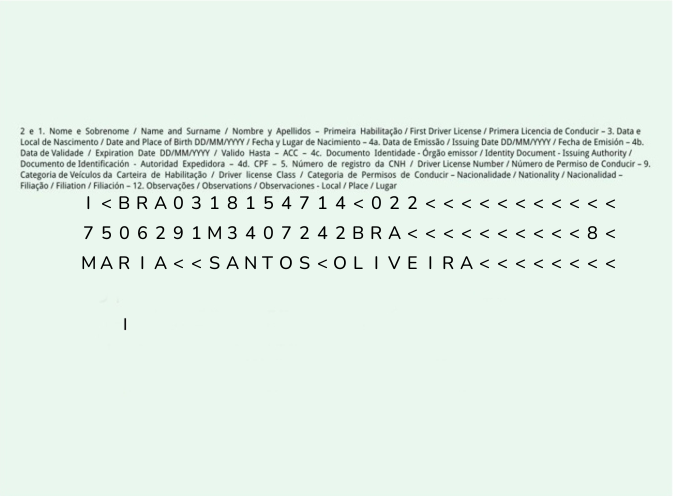 2 e 1. Nome e Sobrenome / Name and Surname / Nombre y Apellidos – Primeira Habilitação / First Driver License / Primera Licencia de Conducir – 3. Data e
Local de Nascimento / Date and Place of Birth DD/MM/YYYY / Fecha y Lugar de Nacimiento – 4a. Data de Emissão / Issuing Date DD/MM/YYYY / Fecha de Emisión – 4b.
Data de Validade / Expiration Date DD/MM/YYYY / Valido Hasta – ACC – 4c. Documento Identidade - Órgão emissor / Identity Document - Issuing Authority /
Documento de Identificación - Autoridad Expedidora – 4d. CPF – 5. Número de registro da CNH / Driver License Number / Número de Permiso de Conducir – 9.
Categoria de Veículos da Carteira de Habilitação / Driver license Class / Categoria de Permisos de Conducir – Nacionalidade / Nationality / Nacionalidad –
Filiação / Filiation / Filiación – 12. Observações / Observations / Observaciones - Local / Place / Lugar
I<BRA0318154714<022<<<<<<<<<<<
7506291M3407242BRA<<<<<<<<<<8<
MARIA<<SANTOS<OLIVEIRA<<<<<<<<
I